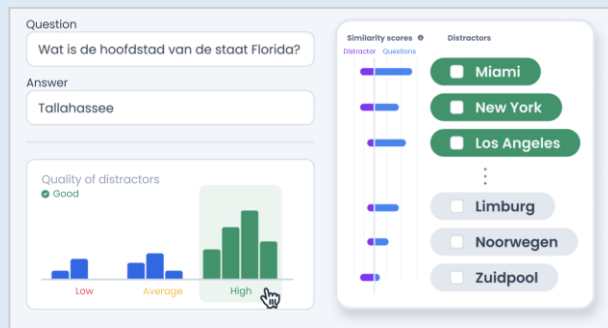 Question
Wat is de hoofdstad van de staat Florida?
Answer
Tallahassee
Quality of distractors
Good
Low
Average
High
Similarity scores
Distractors
Distractor
Questions
Miami
New York
Los Angeles
Limburg
Noorwegen
Zuidpool